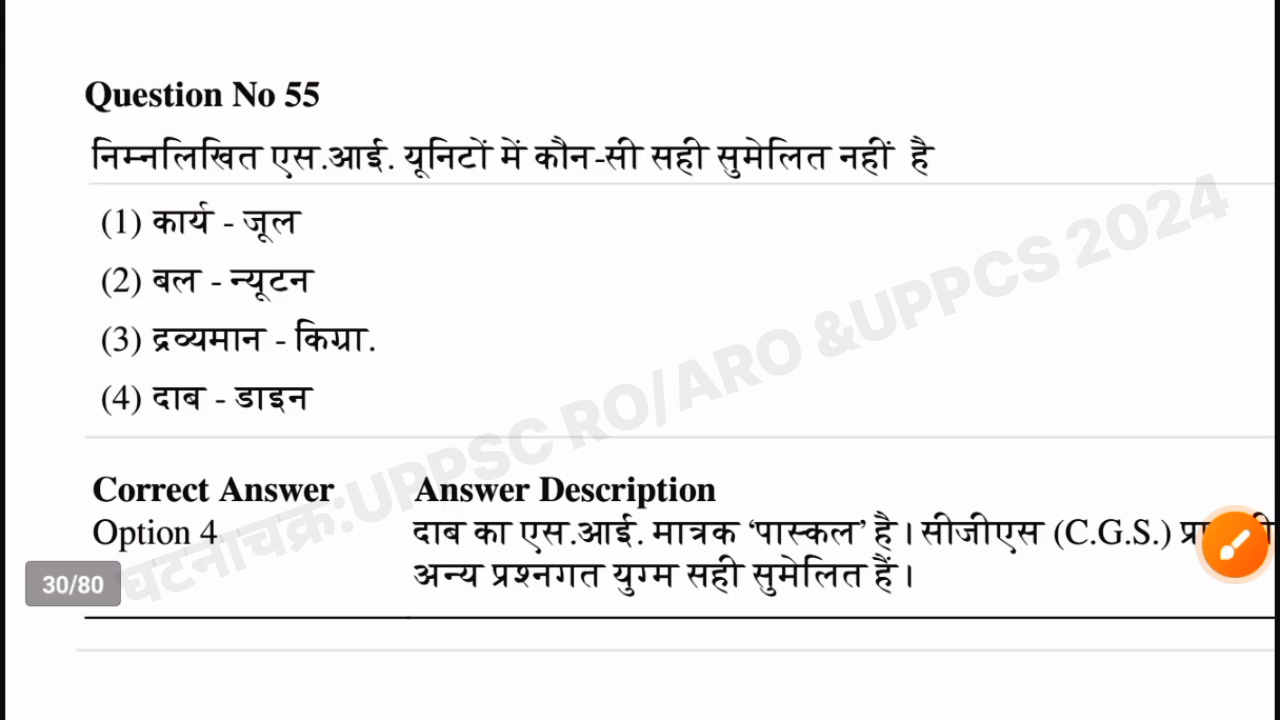 Question No 55
निम्नलिखित एस.आई. यूनिटों में कौन-सी सही सुमेलित नहीं है
(1) कार्य - जूल
(2) बल - न्यूटन
(3) द्रव्यमान - किग्रा.
(4) दाब - डाइन
घटनाचक्र:UPPSC RO/ARO &UPPCS 2024
Correct Answer
Answer Description
Option 4
दाब का एस.आई. मात्रक ‘पास्कल’ है। सीजीएस (C.G.S.)
अन्य प्रश्नगत युग्म सही सुमेलित हैं।
30/80